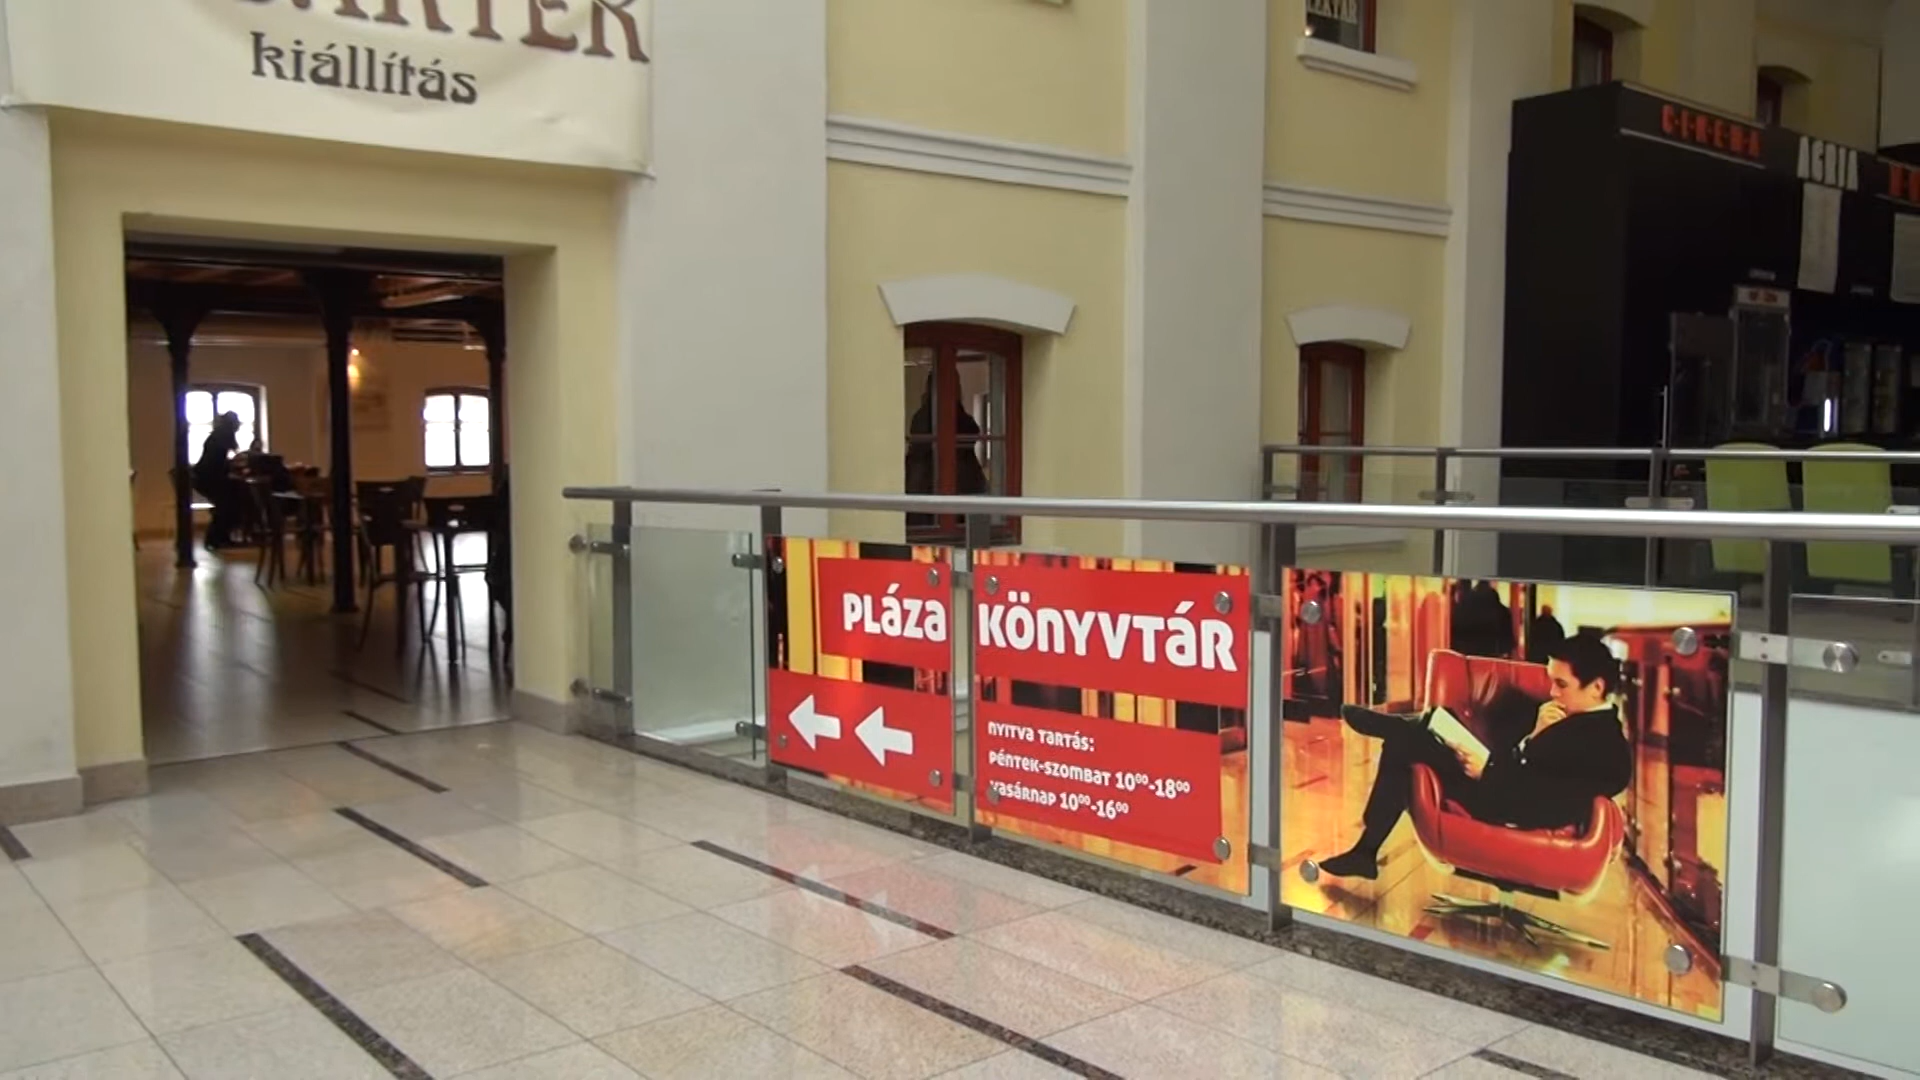 kiállítás
CINEMA
AGRIA
PLÁZA KÖNYVTÁR
NYITVA TARTÁS:
PÉNTEK-SZOMBAT 10⁰⁰-18⁰⁰
VASÁRNAP 10⁰⁰-16⁰⁰